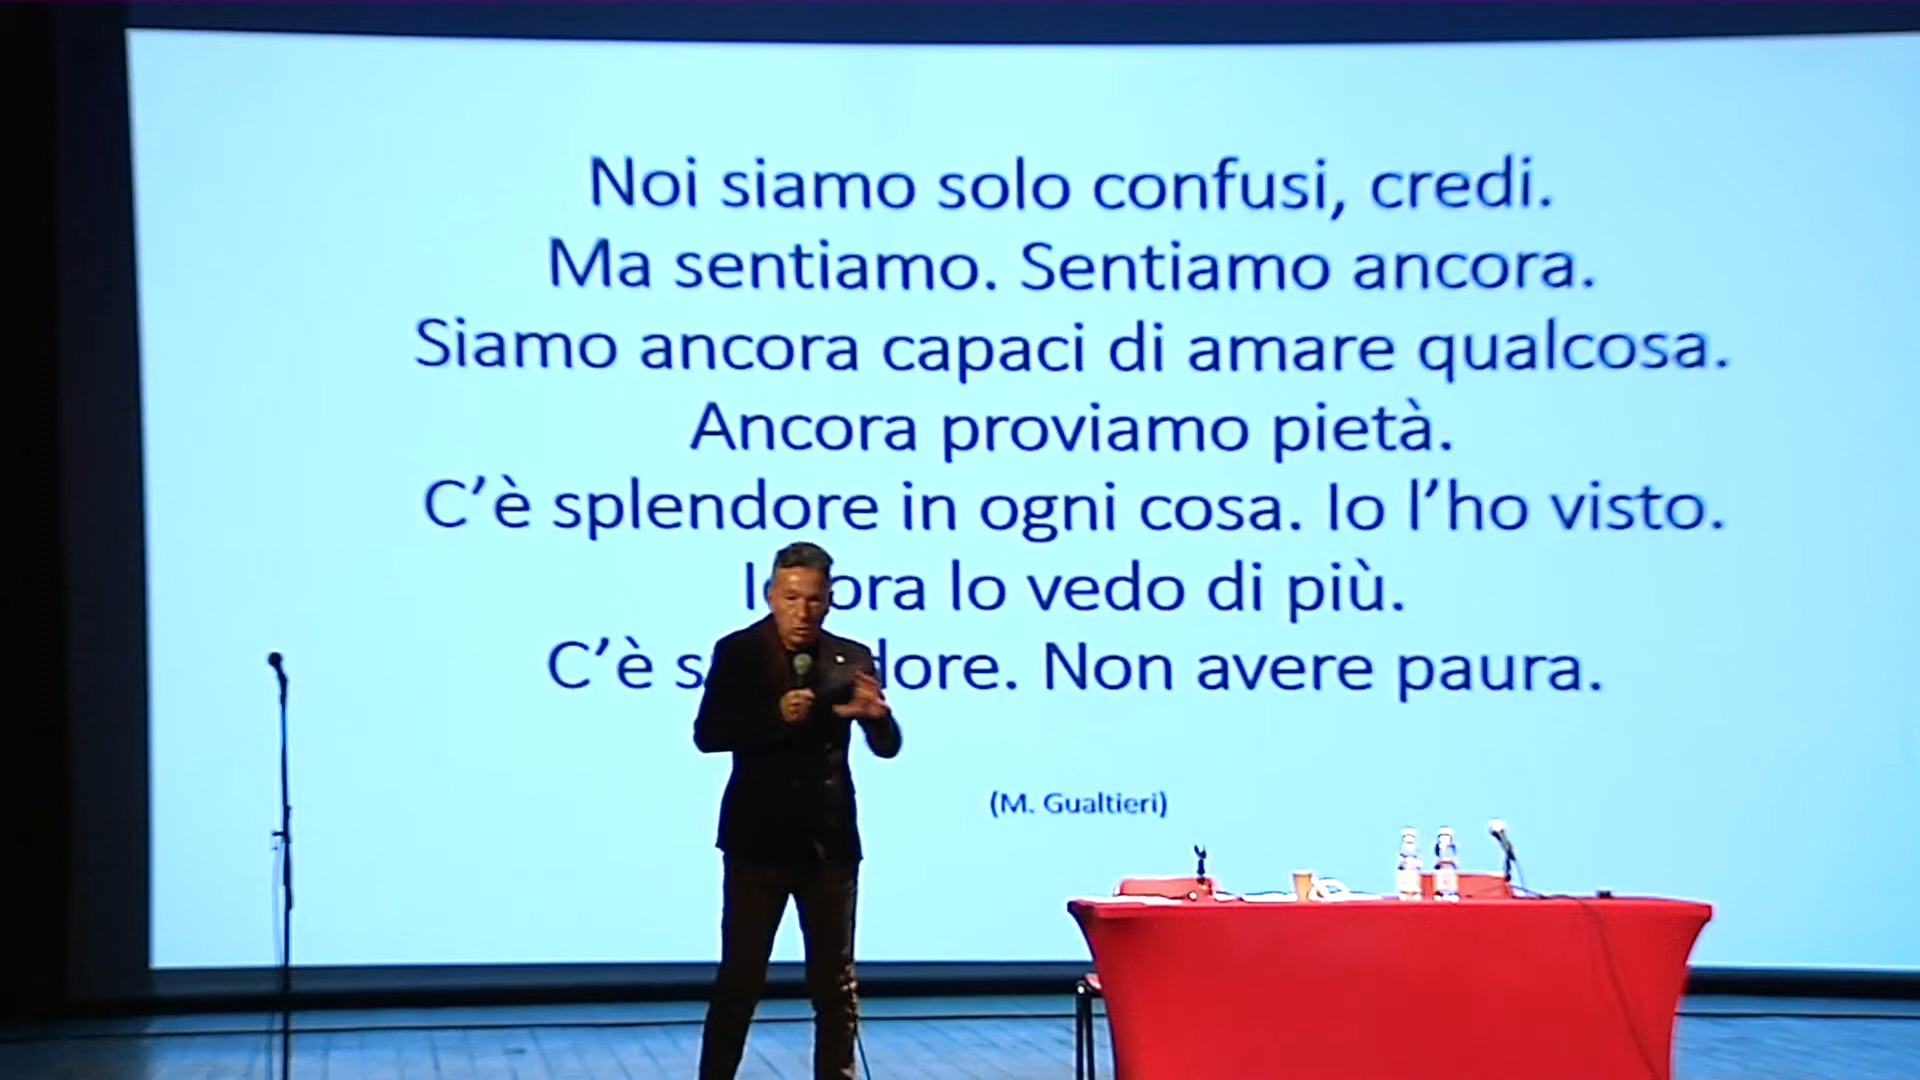 Noi siamo solo confusi, credi.
Ma sentiamo. Sentiamo ancora.
Siamo ancora capaci di amare qualcosa.
Ancora proviamo pietà.
C’è splendore in ogni cosa. Io l’ho visto.
ora lo vedo di più.
C’è Non avere paura.
(M. Gualtieri)